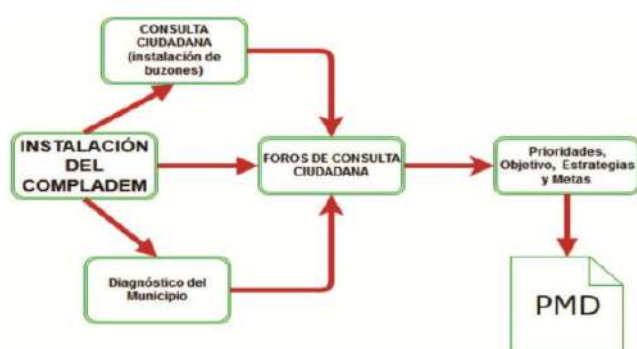 CONSULTA
CIUDADANA
(instalación de
buzones)
INSTALACIÓN
DEL
COMPLADEM
FOROS DE CONSULTA
CIUDADANA
Prioridades,
Objetivo, Estrategias
y Metas
Diagnóstico del
Municipio
PMD